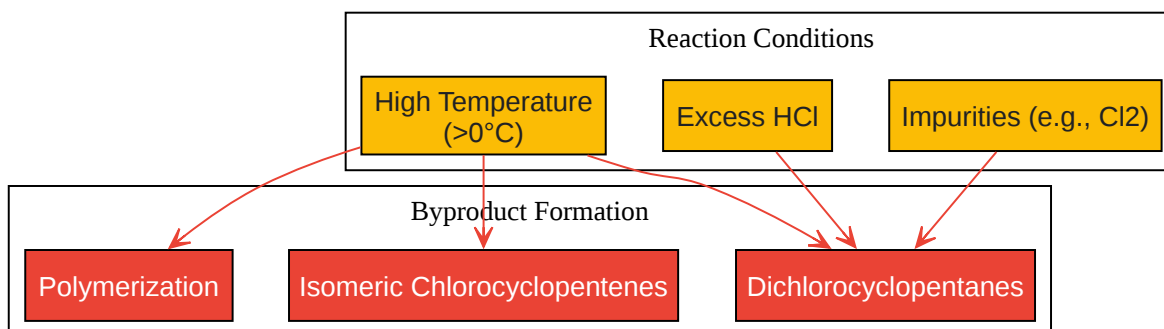 Reaction Conditions
High Temperature
(>0°C)
Excess HCl
Impurities (e.g., Cl2)
Byproduct Formation
Polymerization
Isomeric Chlorocyclopentenes
Dichlorocyclopentanes